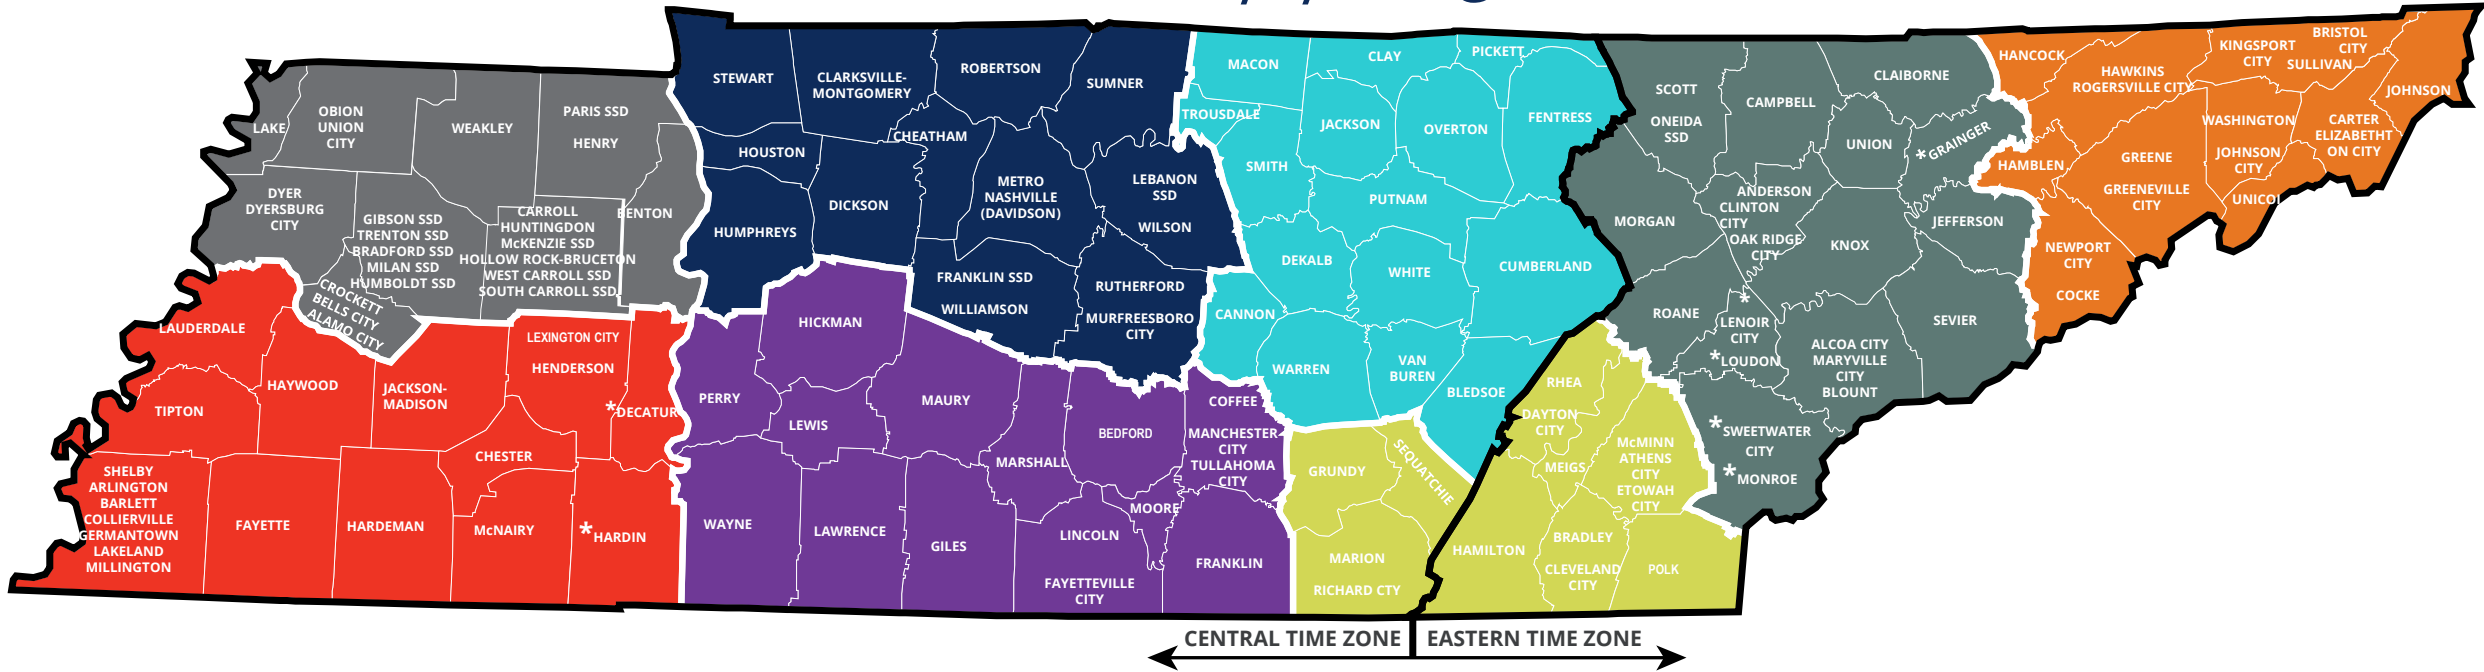 LAKE
OBION
UNION
CITY
WEAKLEY
PARIS SSD
HENRY
DYER
DYERSBURG
CITY
GIBSON SSD
TRENTON SSD
BRADFORD SSD
MILAN SSD
HUMBOLDT SSD
CARROLL
HUNTINGDON
McKENZIE SSD
HOLLOW ROCK-BRUCETON
WEST CARROLL SSD
SOUTH CARROLL SSD
BENTON
CROCKETT
BELLS CITY
ALAMO CITY
LAUDERDALE
HAYWOOD
TIPTON
JACKSON-
MADISON
LEXINGTON CITY
HENDERSON
*DECATUR
CHESTER
SHELBY
ARLINGTON
BARLETT
COLLIERVILLE
GERMANTOWN
LAKELAND
MILLINGTON
FAYETTE
HARDEMAN
McNAIRY
*HARDIN
STEWART
CLARKSVILLE-
MONTGOMERY
ROBERTSON
SUMNER
CHEATHAM
HOUSTON
DICKSON
HUMPHREYS
METRO
NASHVILLE
(DAVIDSON)
LEBANON
SSD
WILSON
FRANKLIN SSD
WILLIAMSON
RUTHERFORD
MURFREESBORO
CITY
HICKMAN
PERRY
LEWIS
MAURY
WAYNE
LAWRENCE
GILES
MARSHALL
BEDFORD
COFFEE
MANCHESTER
CITY
TULLAHOMA
CITY
MOORE
LINCOLN
FAYETTEVILLE
CITY
FRANKLIN
MACON
CLAY
PICKETT
TROUSDALE
JACKSON
OVERTON
FENTRESS
SMITH
PUTNAM
DEKALB
WHITE
CUMBERLAND
CANNON
WARREN
VAN
BUREN
BLEDSOE
GRUNDY
SEQUATCHIE
MARION
RICHARD CTY
RHEA
DAYTON
CITY
MEIGS
McMINN
ATHENS
CITY
ETOWAH
CITY
HAMILTON
BRADLEY
CLEVELAND
CITY
POLK
SCOTT
ONEIDA
SSD
CAMPBELL
CLAIBORNE
UNION
*GRAINGER
MORGAN
ANDERSON
CLINTON
CITY
OAK RIDGE
CITY
KNOX
JEFFERSON
ROANE
*
LENOIR
CITY
*LOUDON
ALCOA CITY
MARYVILLE
CITY
BLOUNT
SEVIER
*SWEETWATER
CITY
*MONROE
HANCOCK
HAWKINS
ROGERSVILLE CITY
KINGSPORT
CITY
BRISTOL
CITY
SULLIVAN
JOHNSON
HAMBLEN
GREENE
GREENEVILLE
CITY
WASHINGTON
JOHNSON
CITY
CARTER
ELIZABETHT
ON CITY
UNICOI
NEWPORT
CITY
COCKE
CENTRAL TIME ZONE
EASTERN TIME ZONE